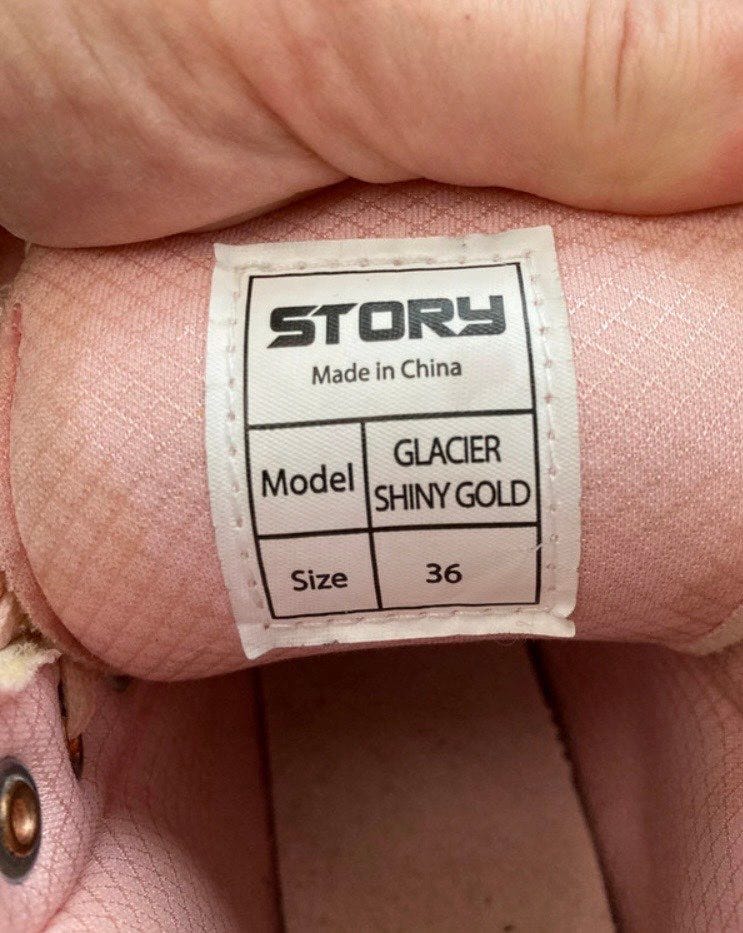 STORY
Made in China
Model
GLACIER
SHINY GOLD
Size
36